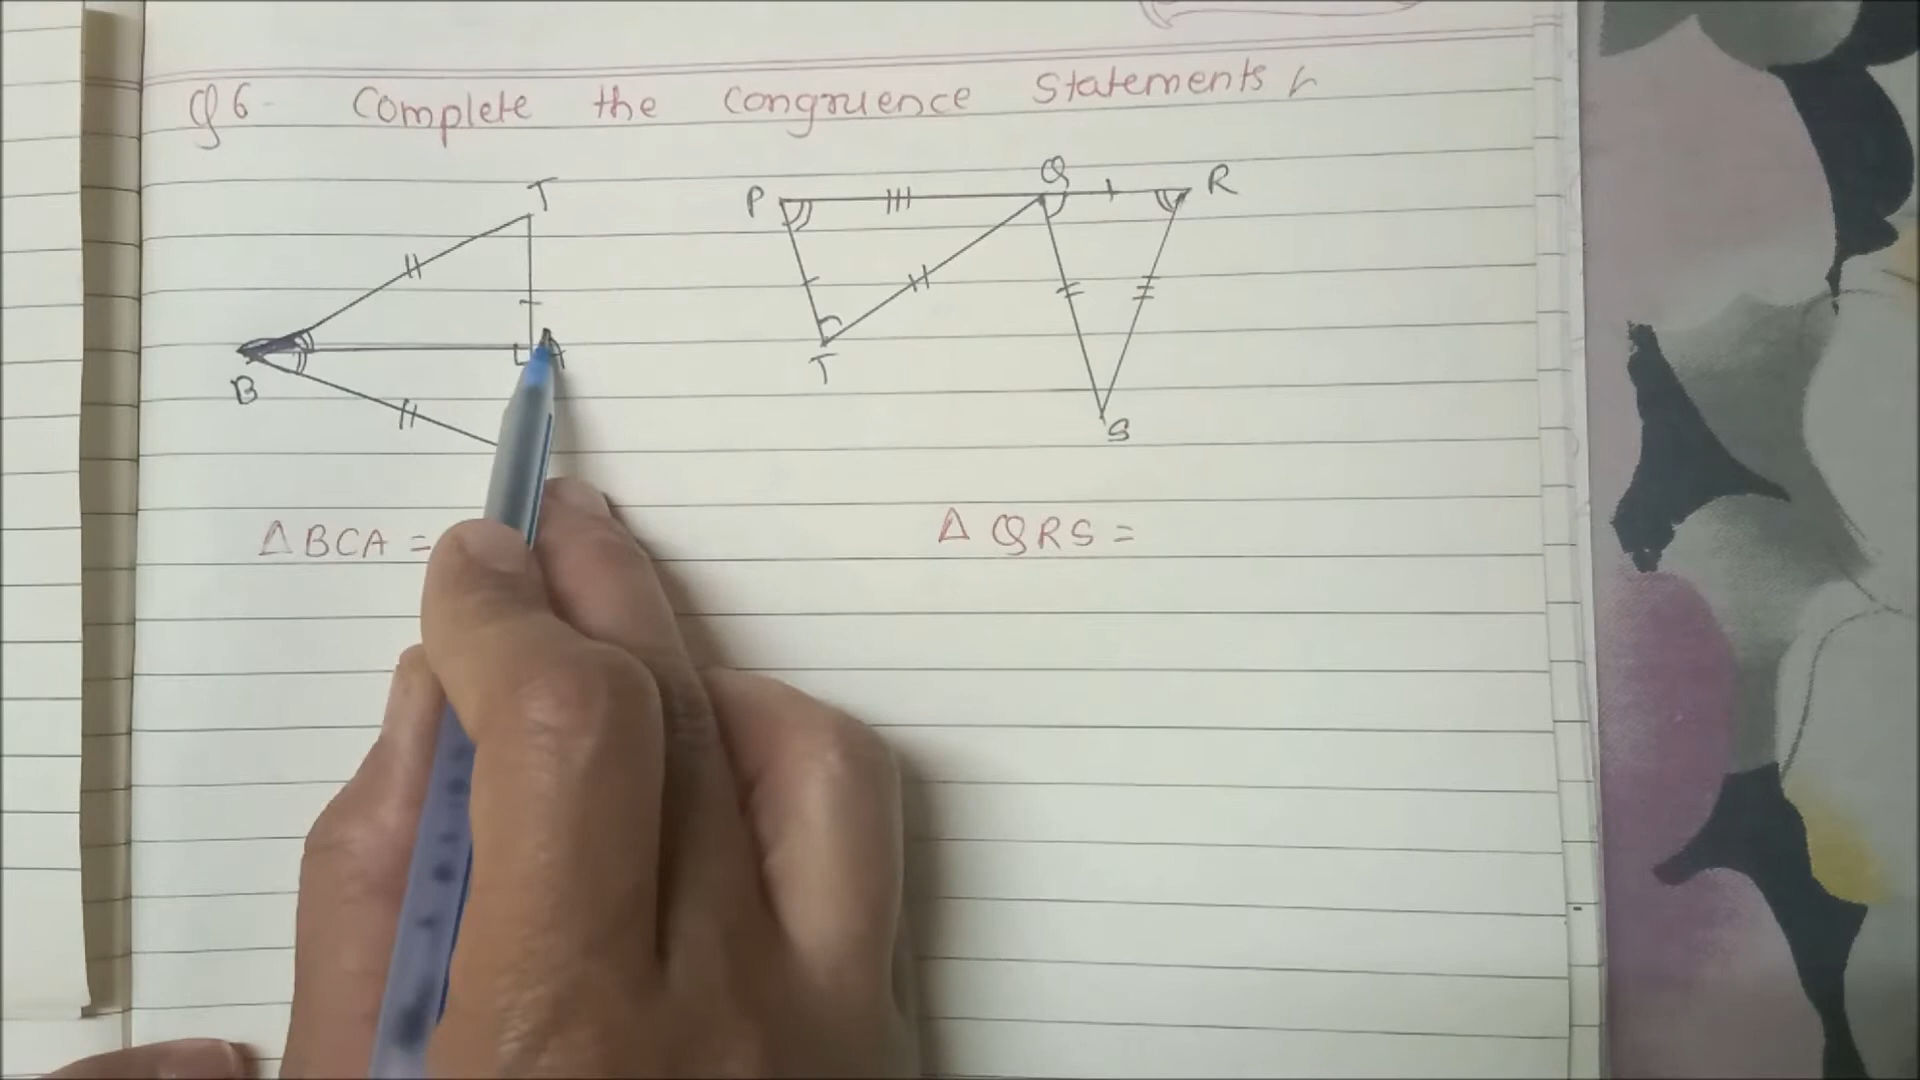 Q6- Complete the congruence Statements
T
P
Q
R
A
B
T
S
Δ BCA =
Δ QRS =